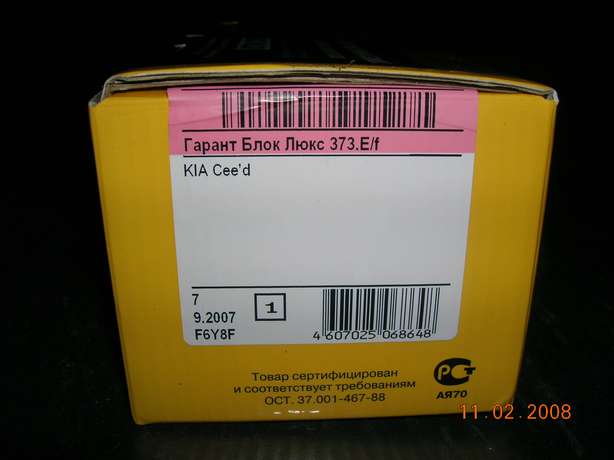 Гарант Блок Люкс 373.E/f
KIA Cee'd
7
9.2007
1
F6Y8F
4 607025 068648
Товар сертифицирован
и соответствует требованиям
ОСТ. 37.001-467-88
РСТ
АЯ70
11.02.2008